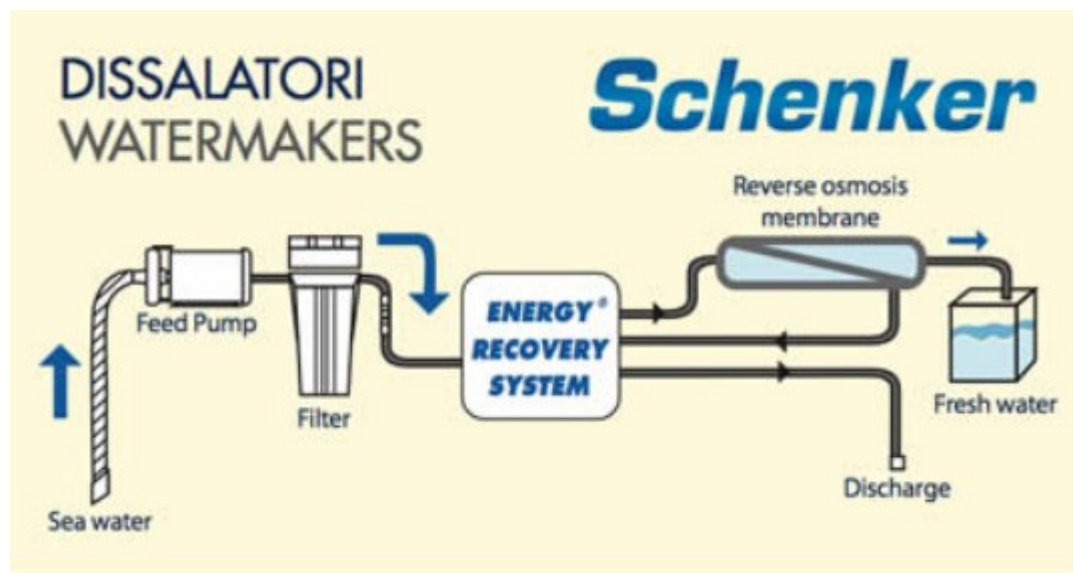 DISSALATORI
WATERMAKERS
Schenker
Reverse osmosis
membrane
Feed Pump
Filter
ENERGY®
RECOVERY
SYSTEM
Fresh water
Discharge
Sea water